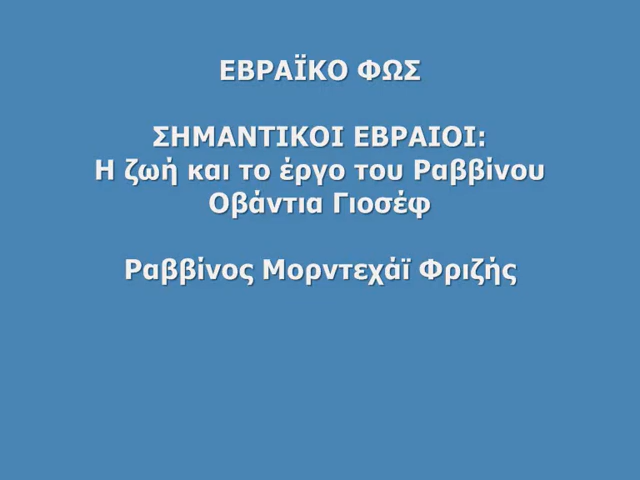 ΕΒΡΑΪΚΟ ΦΩΣ
ΣΗΜΑΝΤΙΚΟΙ ΕΒΡΑΙΟΙ:
Η ζωή και το έργο του Ραββίνου
Οβάντια Γιοσέφ
Ραββίνος Μορντεχάϊ Φριζής